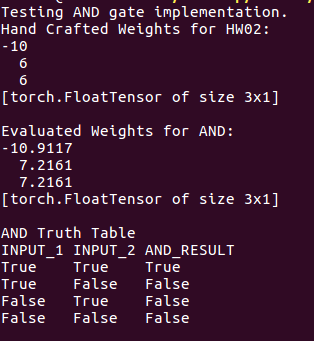 Testing AND gate implementation.
Hand Crafted Weights for HW02:
-10
6
6
[torch.FloatTensor of size 3x1]
Evaluated Weights for AND:
-10.9117
7.2161
7.2161
[torch.FloatTensor of size 3x1]
AND Truth Table
INPUT_1 INPUT_2 AND_RESULT
True True True
True False False
False True False
False False False